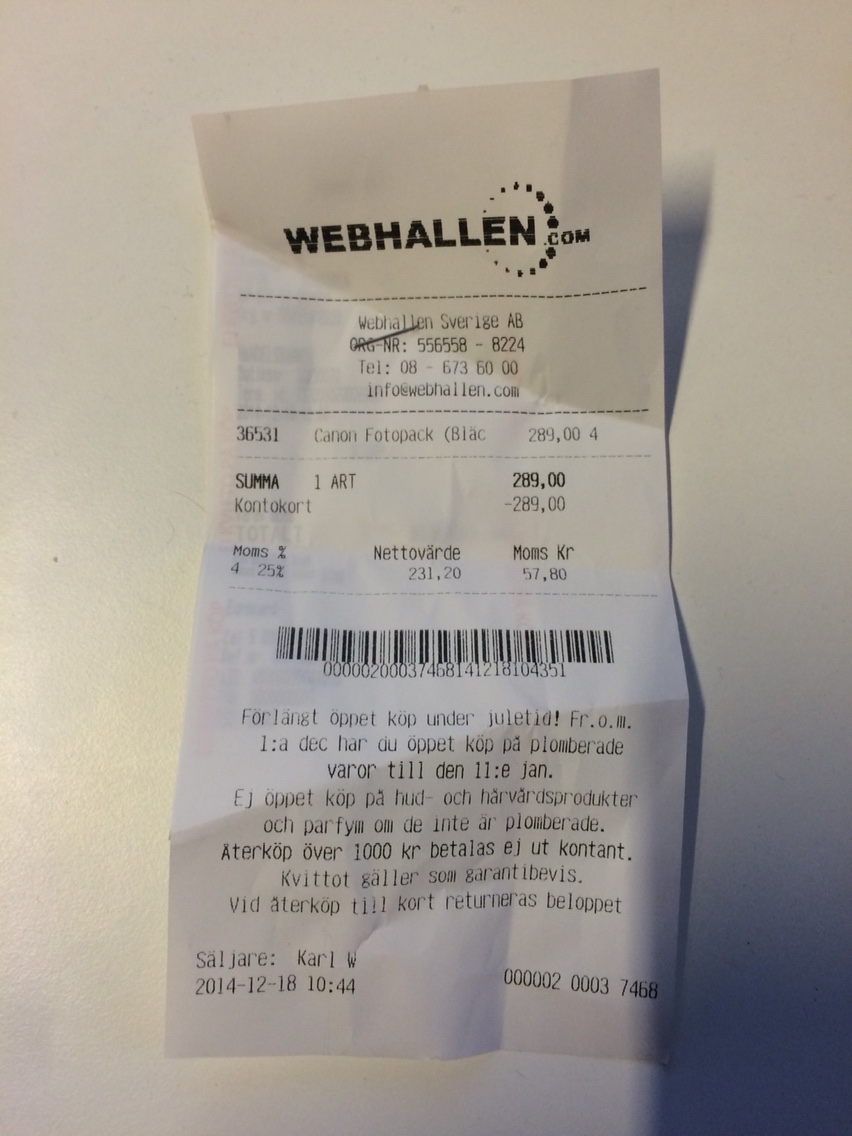 WEBHALLEN.COM
Webhallen Sverige AB
ORG-NR: 556558 - 8224
Tel: 08 - 673 60 00
info@webhallen.com
36531 Canon Fotopack (Bläc 289,00 4
SUMMA 1 ART 289,00
Kontokort -289,00
Moms % Nettovärde Moms Kr
4 25% 231,20 57,80
00000200037468141218104351
Förlängt öppet köp under juletid! Fr.o.m.
1:a dec har du öppet köp på plomberade
varor till den 11:e jan.
Ej öppet köp på hud- och hårvårdsprodukter
och parfym om de inte är plomberade.
Återköp över 1000 kr betalas ej ut kontant.
Kvittot gäller som garantibevis.
Vid återköp till kort returneras beloppet
Säljare: Karl W
2014-12-18 10:44 000002 0003 7468